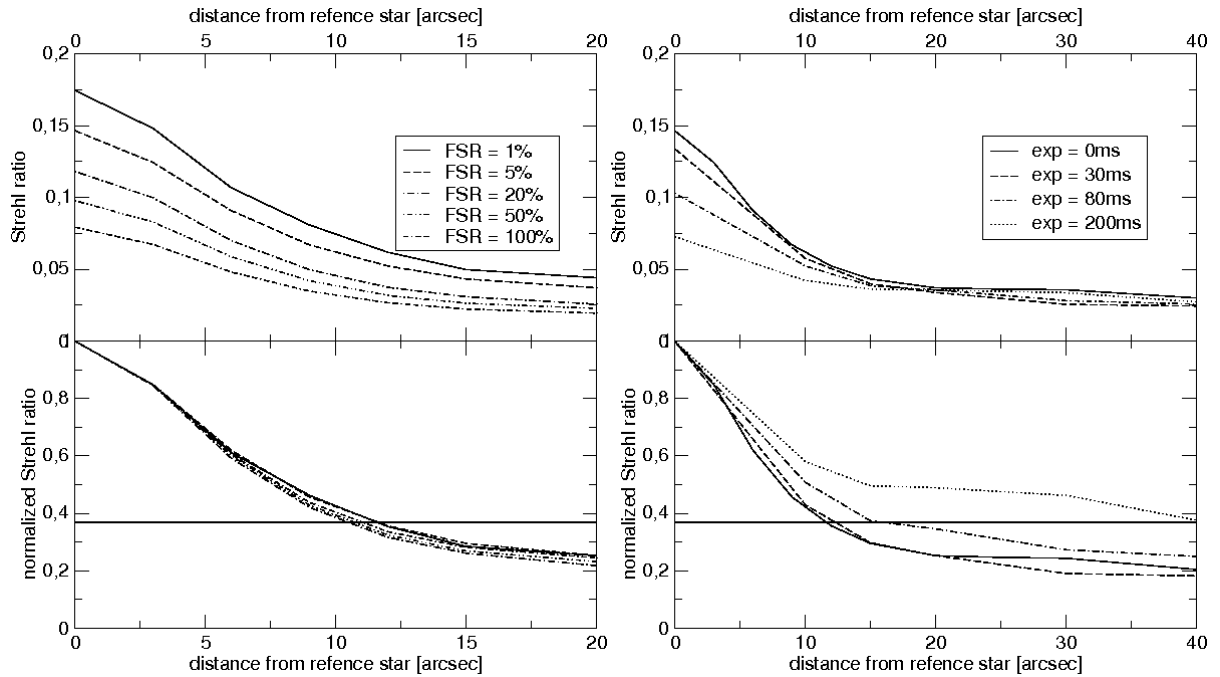 distance from refence star [arcsec]
0 5 10 15 20
0,2
0,15
0,1
0,05
Strehl ratio
FSR = 1%
FSR = 5%
FSR = 20%
FSR = 50%
FSR = 100%
distance from refence star [arcsec]
0 10 20 30 40
0,2
0,15
0,1
0,05
Strehl ratio
exp = 0ms
exp = 30ms
exp = 80ms
exp = 200ms
0,8
0,6
0,4
0,2
0
normalized Strehl ratio
0 5 10 15 20
distance from refence star [arcsec]
0,8
0,6
0,4
0,2
0
normalized Strehl ratio
0 10 20 30 40
distance from refence star [arcsec]